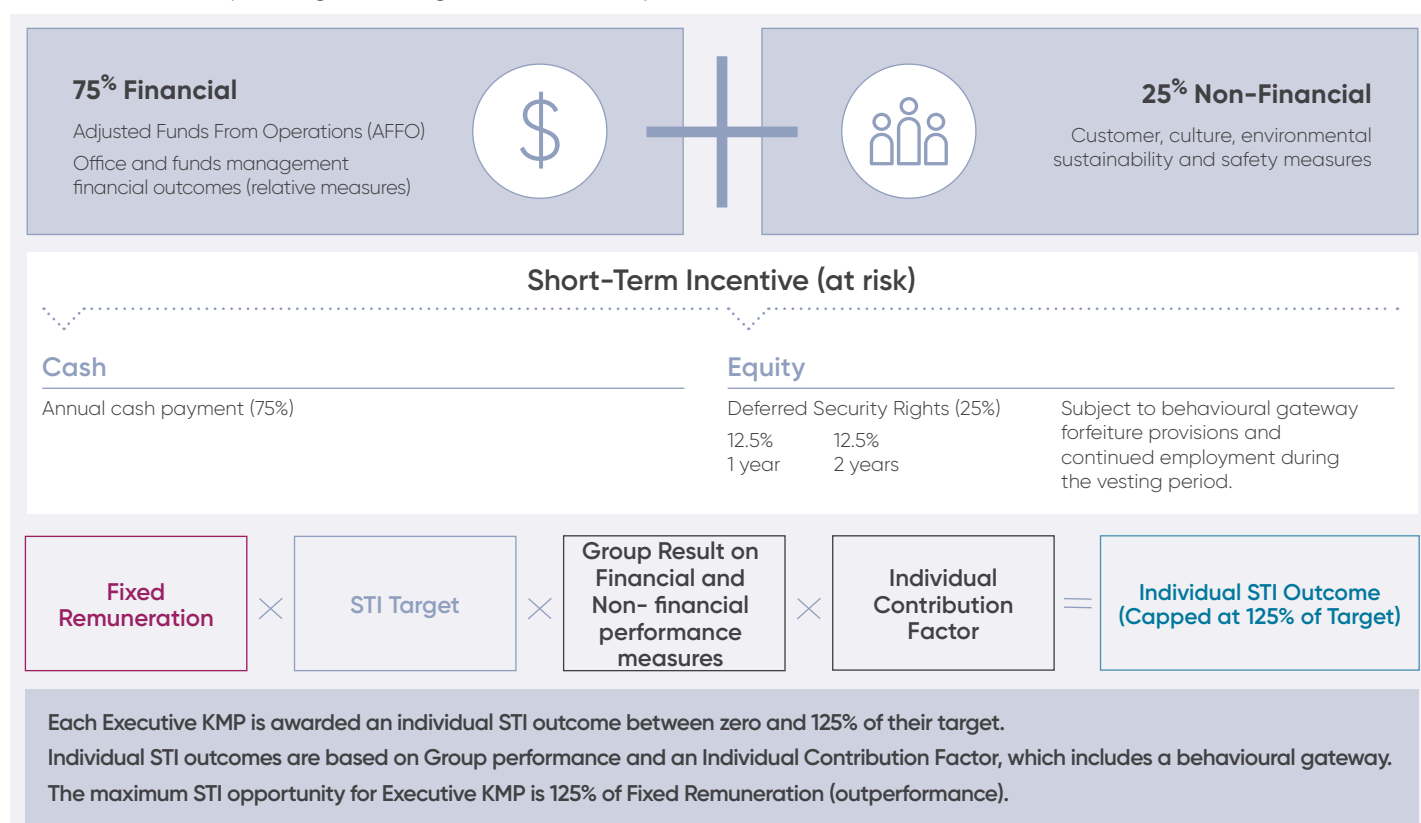 75% Financial
Adjusted Funds From Operations (AFFO)
Office and funds management
financial outcomes (relative measures)
$
25% Non-Financial
Customer, culture, environmental
sustainability and safety measures
Short-Term Incentive (at risk)
Cash
Annual cash payment (75%)
Equity
Deferred Security Rights (25%)
12.5% 12.5%
1 year 2 years
Subject to behavioural gateway
forfeiture provisions and
continued employment during
the vesting period.
Fixed
Remuneration
×
STI Target
×
Group Result on
Financial and
Non- financial
performance
measures
×
Individual
Contribution
Factor
=
Individual STI Outcome
(Capped at 125% of Target)
Each Executive KMP is awarded an individual STI outcome between zero and 125% of their target.
Individual STI outcomes are based on Group performance and an Individual Contribution Factor, which includes a behavioural gateway.
The maximum STI opportunity for Executive KMP is 125% of Fixed Remuneration (outperformance).